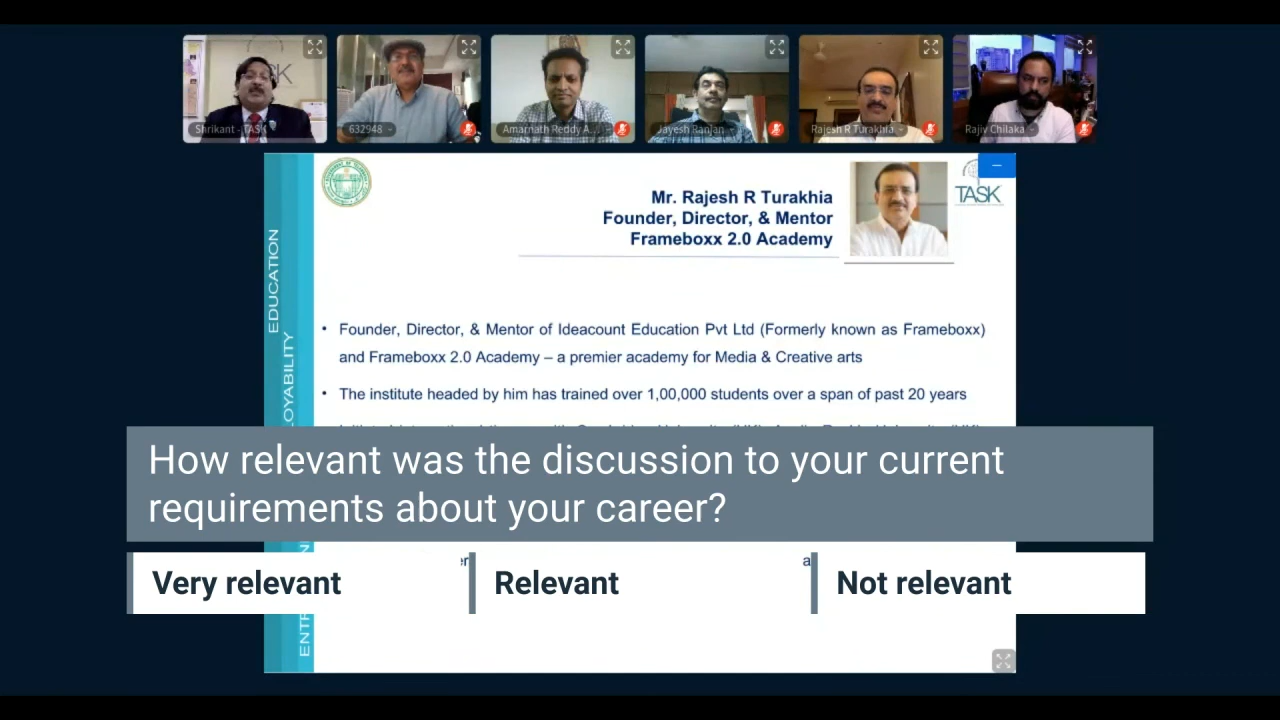 Shrikant - TASK
632948
Amarnath Reddy A...
Jayesh Ranjan
Rajesh R Turakhia
Rajiv Chilaka
TASK
Mr. Rajesh R Turakhia
Founder, Director, & Mentor
Frameboxx 2.0 Academy
EDUCATION
• Founder, Director, & Mentor of Ideacount Education Pvt Ltd (Formerly known as Frameboxx)
and Frameboxx 2.0 Academy – a premier academy for Media & Creative arts
• The institute headed by him has trained over 1,00,000 students over a span of past 20 years
How relevant was the discussion to your current
requirements about your career?
Very relevant
Relevant
Not relevant